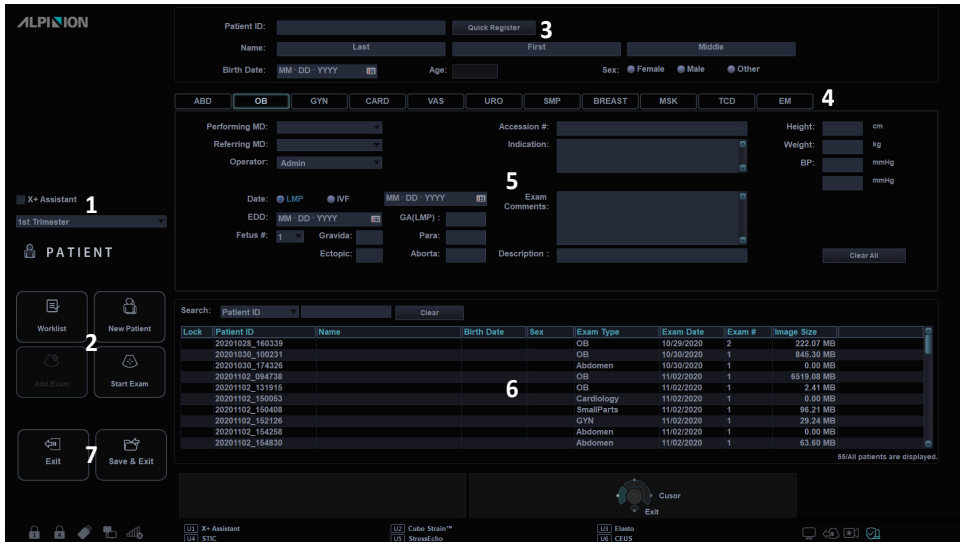 ALPINION
Patient ID: Quick Register 3
Name: Last First Middle
Birth Date: MM - DD - YYYY Age: Sex: Female Male Other
ABD OB GYN CARD VAS URO SMP BREAST MSK TCD EM 4
Performing MD: Accession #: Height: cm
Referring MD: Indication: Weight: kg
Operator: Admin BP: mmHg
mmHg
X+ Assistant 1
1st Trimester
PATIENT
5
Date: LMP IVF MM - DD - YYYY Exam Comments:
EDD: MM - DD - YYYY GA(LMP) :
Fetus #: 1 Gravida: Para:
Ectopic: Aborta: Description : Clear All
Worklist New Patient
2
Add Exam Start Exam
Search: Patient ID Clear
Lock Patient ID Name Birth Date Sex Exam Type Exam Date Exam # Image Size
20201028_160339 OB 10/29/2020 2 222.07 MB
20201030_100231 OB 10/30/2020 1 845.30 MB
20201030_174326 Abdomen 10/30/2020 1 0.00 MB
20201102_094738 OB 11/02/2020 1 6519.08 MB
20201102_131915 OB 11/02/2020 1 2.41 MB
20201102_150053 Cardiology 11/02/2020 1 0.00 MB
20201102_150408 SmallParts 11/02/2020 1 96.21 MB
20201102_152126 GYN 11/02/2020 1 29.24 MB
20201102_154258 Abdomen 11/02/2020 1 0.00 MB
20201102_154830 Abdomen 11/02/2020 1 63.60 MB
6
55/All patients are displayed.
Exit 7 Save & Exit
Cusor
Exit
U1 X+ Assistant U2 Cube Strain™ U3 Elasto
U4 STIC U5 StressEcho U6 CEUS